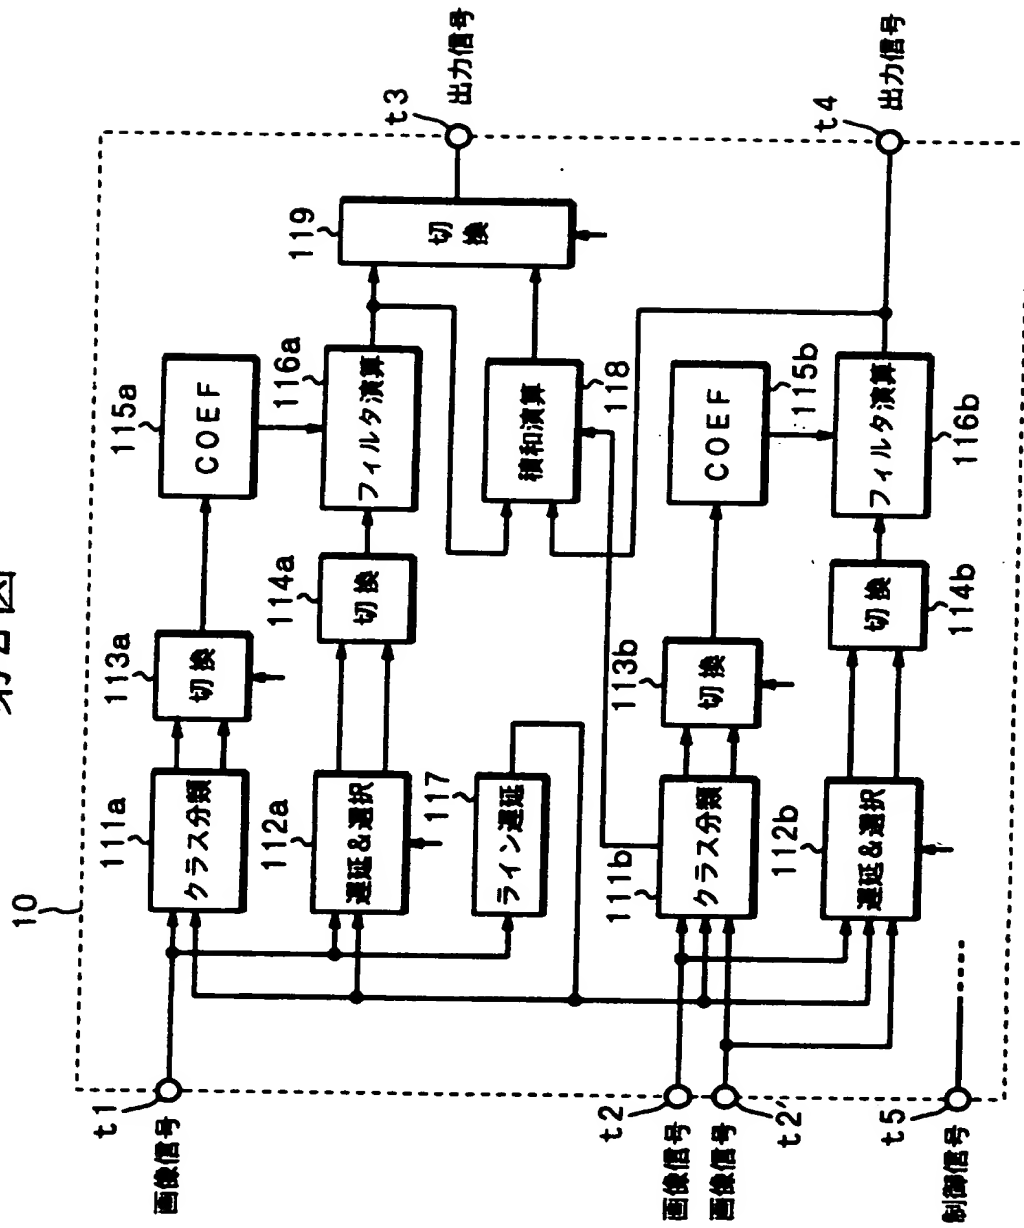 第2図
10
t1
画像信号
t2
画像信号
t2'
画像信号
t5
制御信号
111a
クラス分類
112a
遅延&選択
117
ライン遅延
111b
クラス分類
112b
遅延&選択
113a
切換
114a
切換
113b
切換
114b
切換
115a
COEF
116a
フィルタ演算
118
積和演算
115b
COEF
116b
フィルタ演算
119
切換
t3
出力信号
t4
出力信号